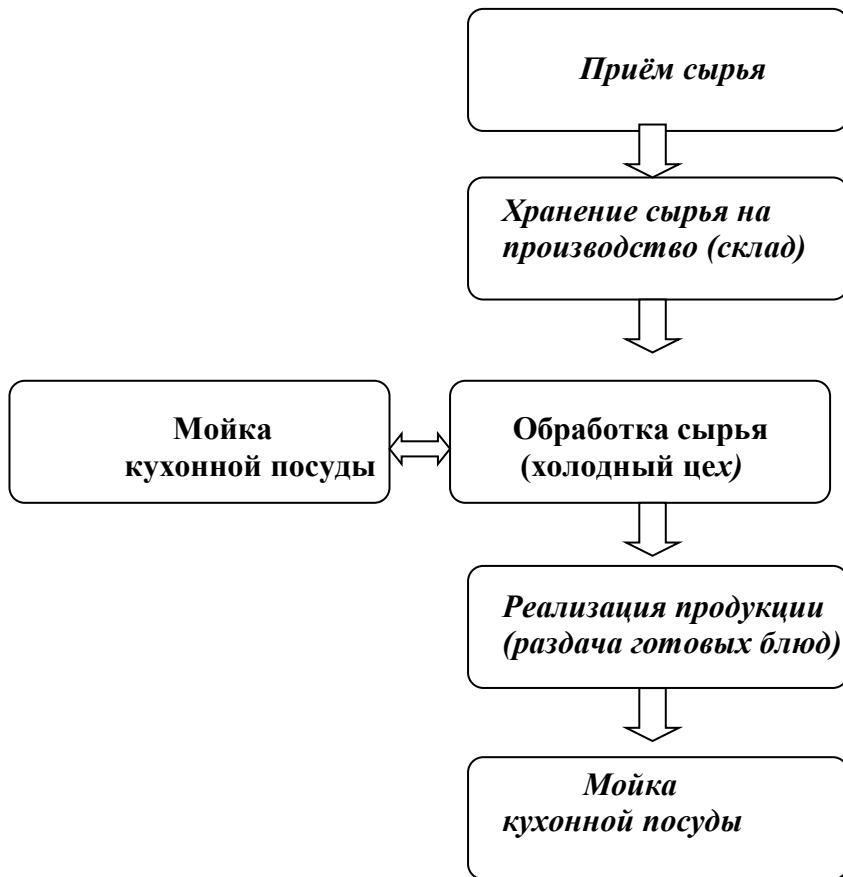 Приём сырья
Хранение сырья на
производство (склад)
Мойка
кухонной посуды
Обработка сырья
(холодный цех)
Реализация продукции
(раздача готовых блюд)
Мойка
кухонной посуды